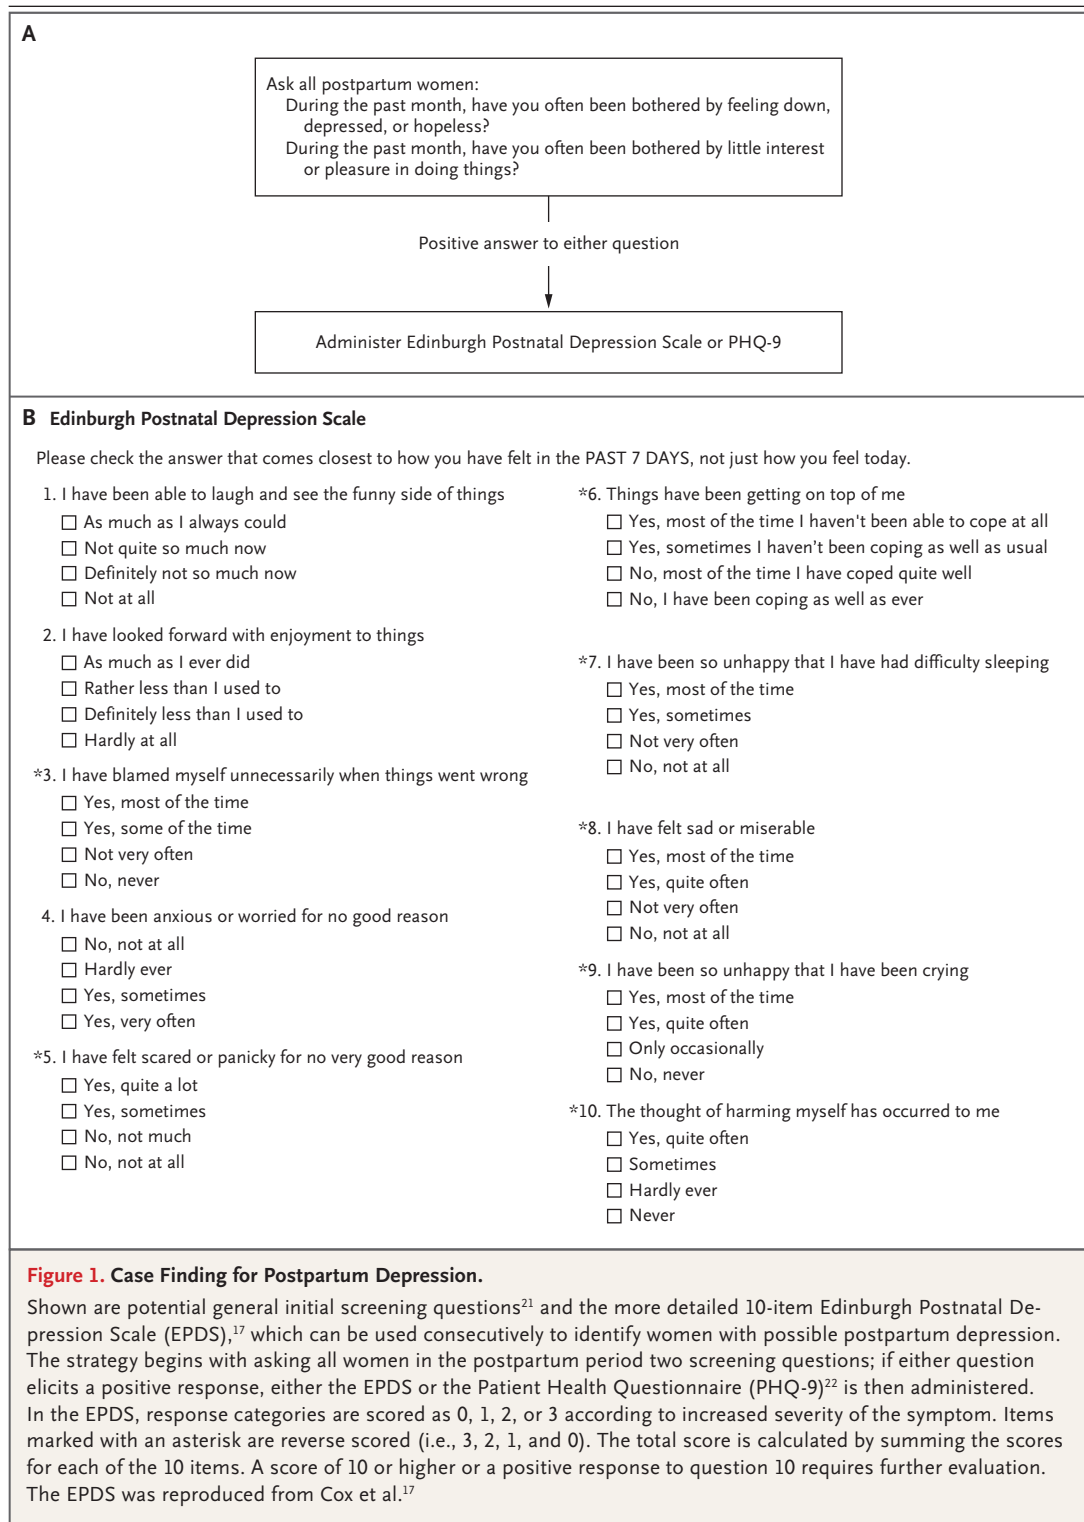 A
Ask all postpartum women:
During the past month, have you often been bothered by feeling down,
depressed, or hopeless?
During the past month, have you often been bothered by little interest
or pleasure in doing things?
Positive answer to either question
Administer Edinburgh Postnatal Depression Scale or PHQ-9
B Edinburgh Postnatal Depression Scale
Please check the answer that comes closest to how you have felt in the PAST 7 DAYS, not just how you feel today.
1. I have been able to laugh and see the funny side of things
☐ As much as I always could
☐ Not quite so much now
☐ Definitely not so much now
☐ Not at all
2. I have looked forward with enjoyment to things
☐ As much as I ever did
☐ Rather less than I used to
☐ Definitely less than I used to
☐ Hardly at all
*3. I have blamed myself unnecessarily when things went wrong
☐ Yes, most of the time
☐ Yes, some of the time
☐ Not very often
☐ No, never
4. I have been anxious or worried for no good reason
☐ No, not at all
☐ Hardly ever
☐ Yes, sometimes
☐ Yes, very often
*5. I have felt scared or panicky for no very good reason
☐ Yes, quite a lot
☐ Yes, sometimes
☐ No, not much
☐ No, not at all
*6. Things have been getting on top of me
☐ Yes, most of the time I haven't been able to cope at all
☐ Yes, sometimes I haven’t been coping as well as usual
☐ No, most of the time I have coped quite well
☐ No, I have been coping as well as ever
*7. I have been so unhappy that I have had difficulty sleeping
☐ Yes, most of the time
☐ Yes, sometimes
☐ Not very often
☐ No, not at all
*8. I have felt sad or miserable
☐ Yes, most of the time
☐ Yes, quite often
☐ Not very often
☐ No, not at all
*9. I have been so unhappy that I have been crying
☐ Yes, most of the time
☐ Yes, quite often
☐ Only occasionally
☐ No, never
*10. The thought of harming myself has occurred to me
☐ Yes, quite often
☐ Sometimes
☐ Hardly ever
☐ Never
Figure 1. Case Finding for Postpartum Depression.
Shown are potential general initial screening questions²¹ and the more detailed 10-item Edinburgh Postnatal De-
pression Scale (EPDS),¹⁷ which can be used consecutively to identify women with possible postpartum depression.
The strategy begins with asking all women in the postpartum period two screening questions; if either question
elicits a positive response, either the EPDS or the Patient Health Questionnaire (PHQ-9)²² is then administered.
In the EPDS, response categories are scored as 0, 1, 2, or 3 according to increased severity of the symptom. Items
marked with an asterisk are reverse scored (i.e., 3, 2, 1, and 0). The total score is calculated by summing the scores
for each of the 10 items. A score of 10 or higher or a positive response to question 10 requires further evaluation.
The EPDS was reproduced from Cox et al.¹⁷